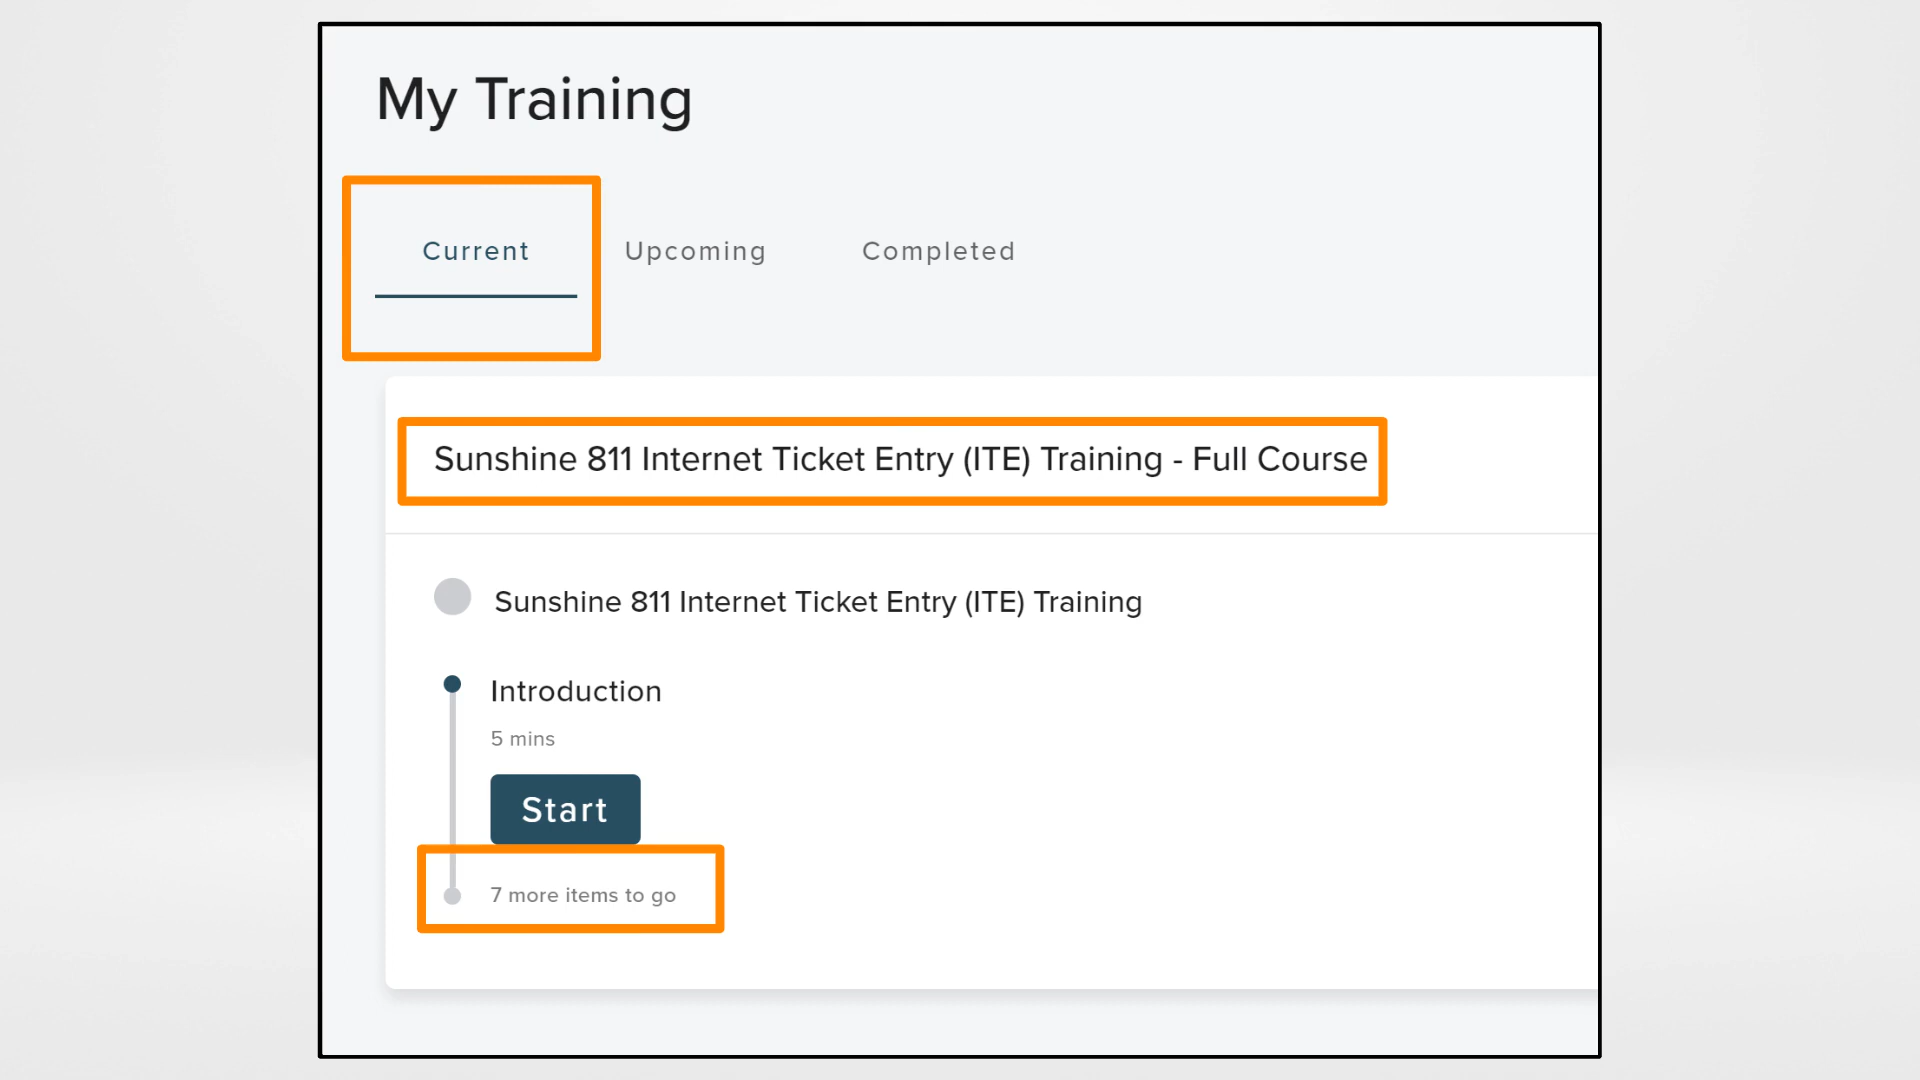 My Training
Current Upcoming Completed
Sunshine 811 Internet Ticket Entry (ITE) Training - Full Course
Sunshine 811 Internet Ticket Entry (ITE) Training
Introduction
5 mins
Start
7 more items to go